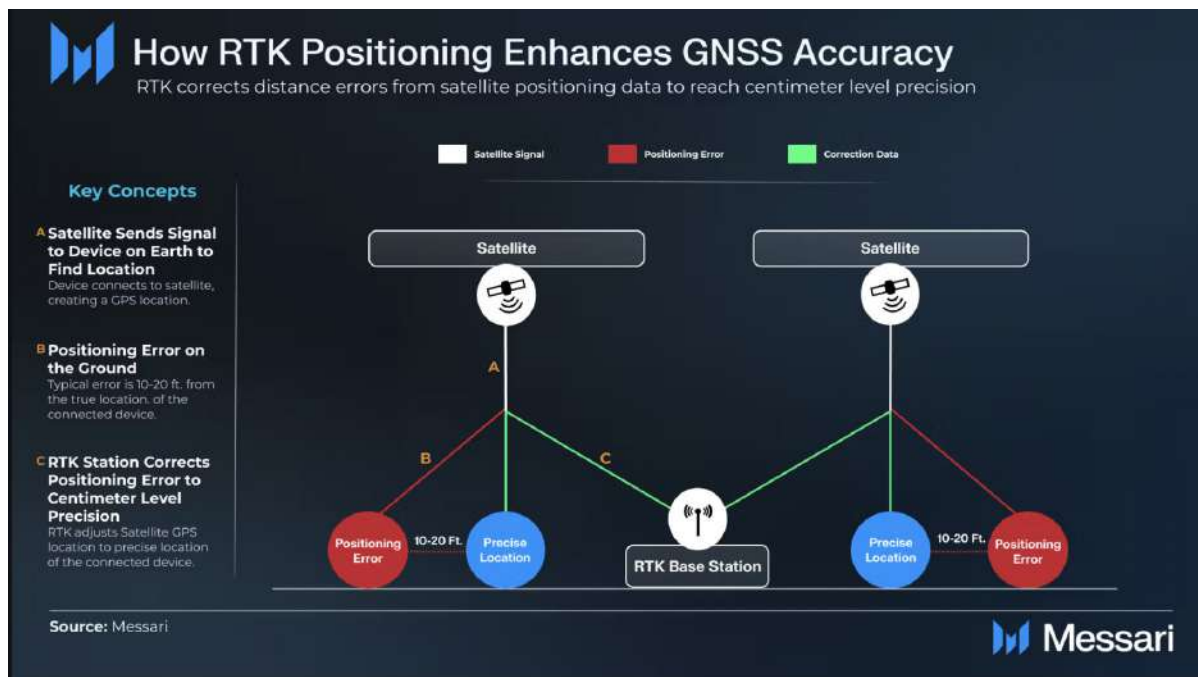 How RTK Positioning Enhances GNSS Accuracy
RTK corrects distance errors from satellite positioning data to reach centimeter level precision
Satellite Signal
Positioning Error
Correction Data
Key Concepts
A Satellite Sends Signal
to Device on Earth to
Find Location
Device connects to satellite,
creating a GPS location.
B Positioning Error on
the Ground
Typical error is 10-20 ft. from
the true location. of the
connected device.
C RTK Station Corrects
Positioning Error to
Centimeter Level
Precision
RTK adjusts Satellite GPS
location to precise location
of the connected device.
Satellite
Satellite
A
B
C
Positioning
Error
10-20 Ft.
Precise
Location
RTK Base Station
Precise
Location
10-20 Ft.
Positioning
Error
Source: Messari
Messari